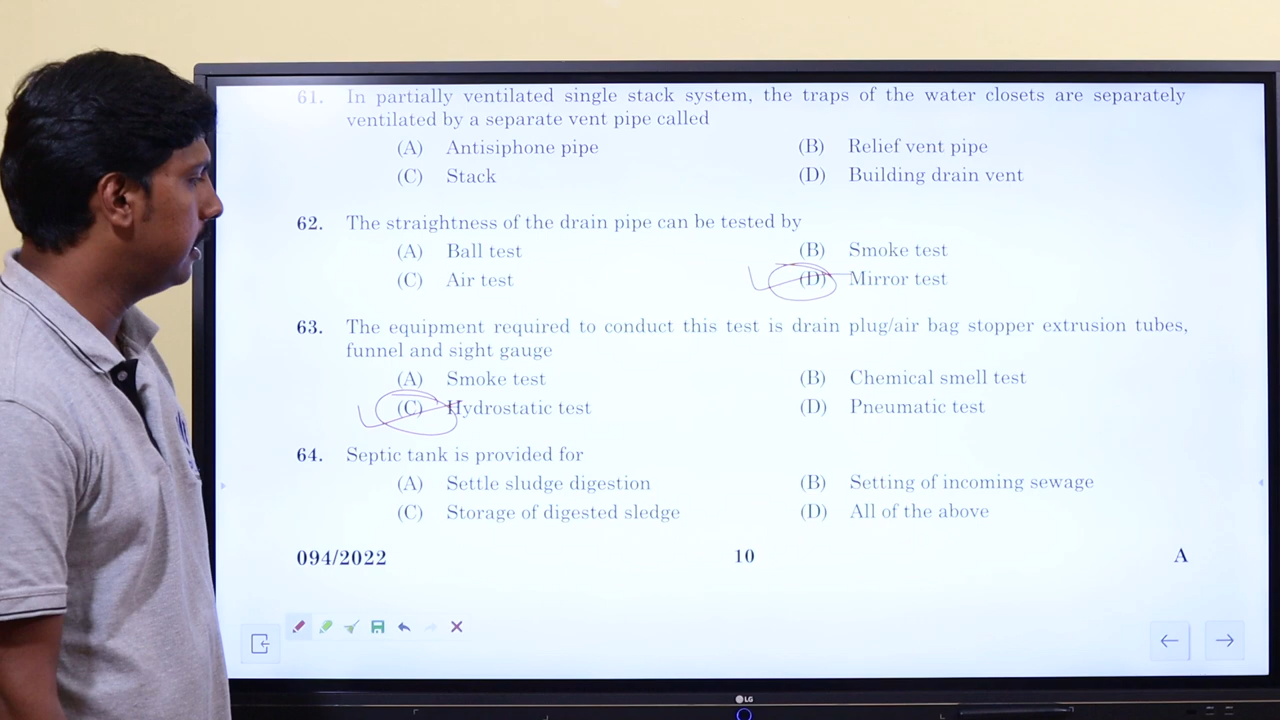 61. In partially ventilated single stack system, the traps of the water closets are separately
ventilated by a separate vent pipe called
(A) Antisiphone pipe (B) Relief vent pipe
(C) Stack (D) Building drain vent
62. The straightness of the drain pipe can be tested by
(A) Ball test (B) Smoke test
(C) Air test (D) Mirror test
63. The equipment required to conduct this test is drain plug/air bag stopper extrusion tubes,
funnel and sight gauge
(A) Smoke test (B) Chemical smell test
(C) Hydrostatic test (D) Pneumatic test
64. Septic tank is provided for
(A) Settle sludge digestion (B) Setting of incoming sewage
(C) Storage of digested sledge (D) All of the above
094/2022 10 A
LG